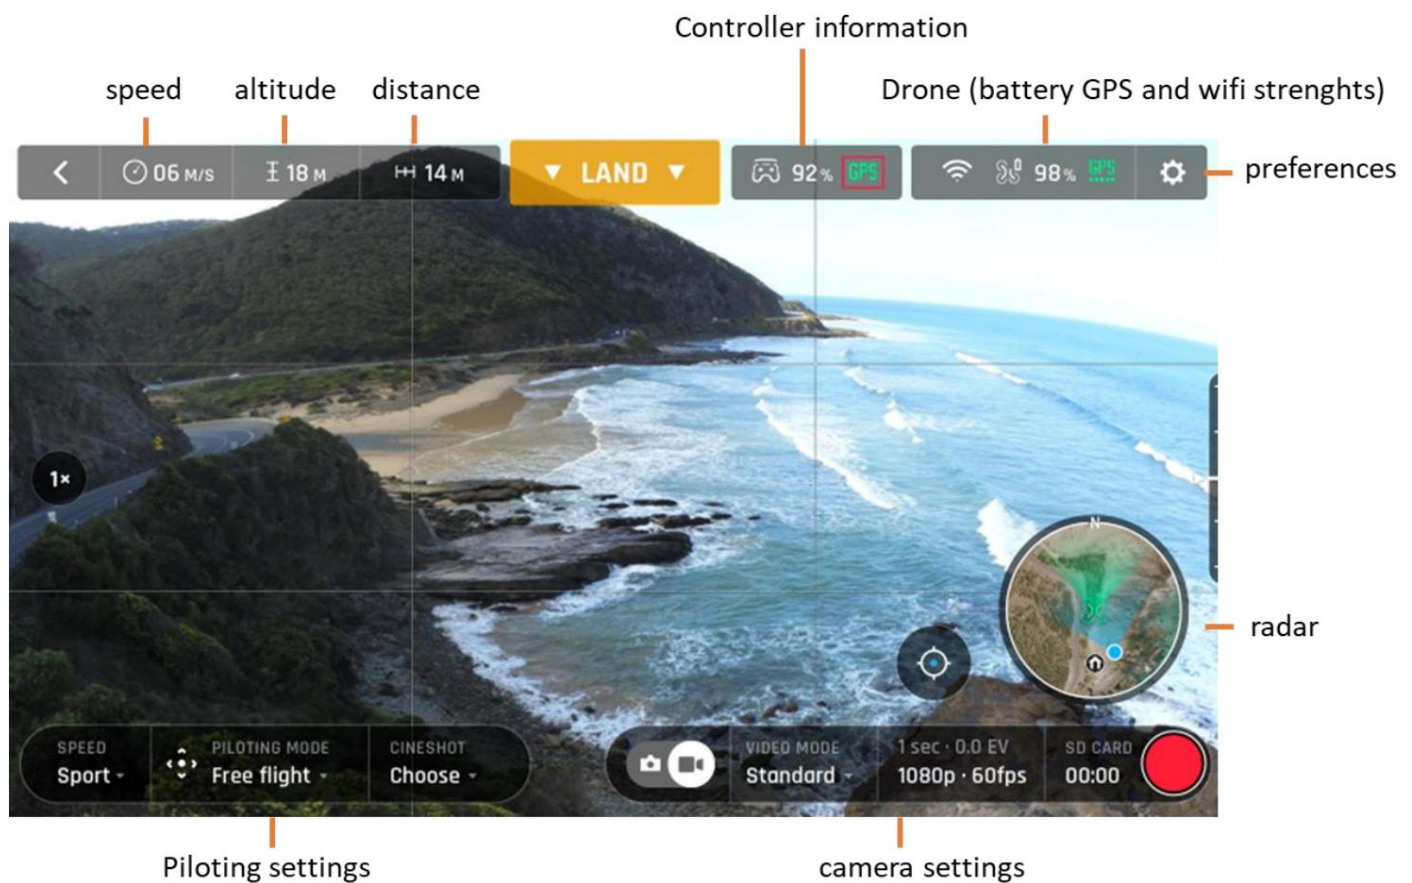 Controller information
speed
altitude
distance
Drone (battery GPS and wifi strenghts)
06 M/S
18 M
14 M
LAND
92%
GPS
98%
GPS
preferences
1×
N
radar
SPEED
Sport
PILOTING MODE
Free flight
CINESHOT
Choose
VIDEO MODE
Standard
1 sec · 0.0 EV
1080p · 60fps
SD CARD
00:00
Piloting settings
camera settings